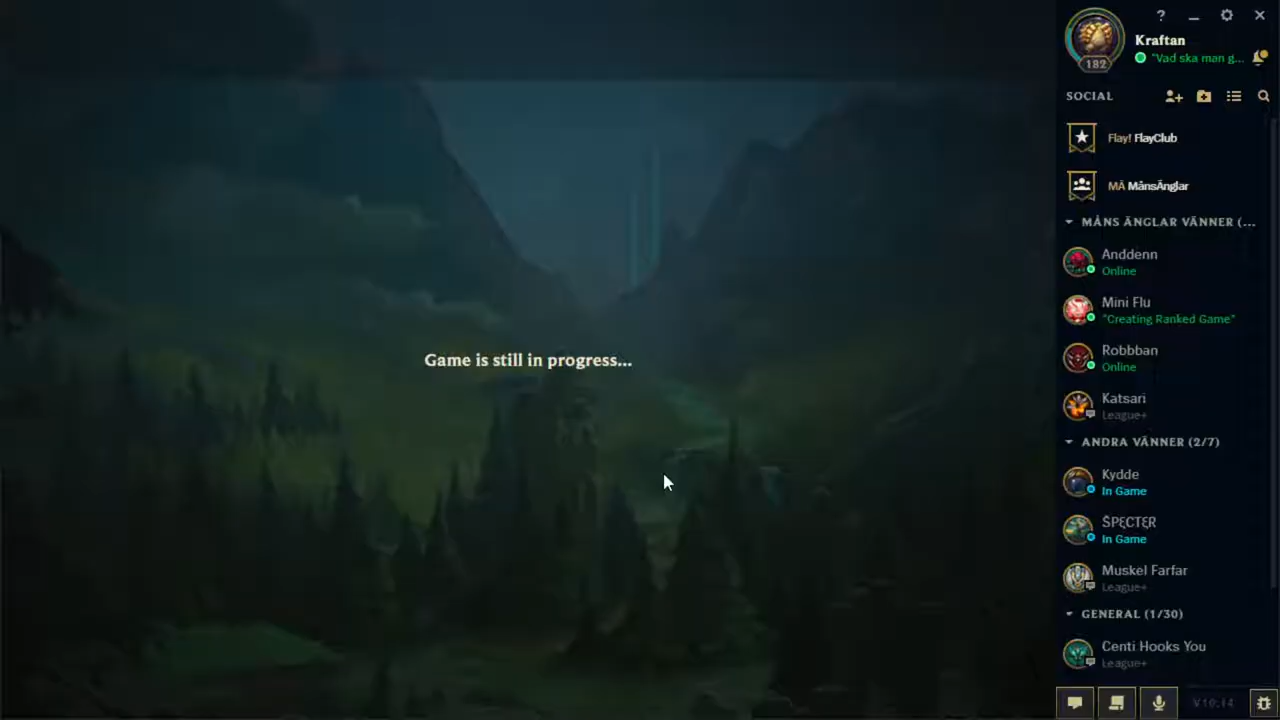 ?
Kraftan
182
"Vad ska man g...
SOCIAL
Flay! FlayClub
MÄ MånsÄnglar
MÅNS ÄNGLAR VÄNNER (...
Anddenn
Online
Mini Flu
"Creating Ranked Game"
Robbban
Online
Game is still in progress...
Katsari
League+
ANDRA VÄNNER (2/7)
Kydde
In Game
ŠPξCTξR
In Game
Muskel Farfar
League+
GENERAL (1/30)
Centi Hooks You
League+
V10.14